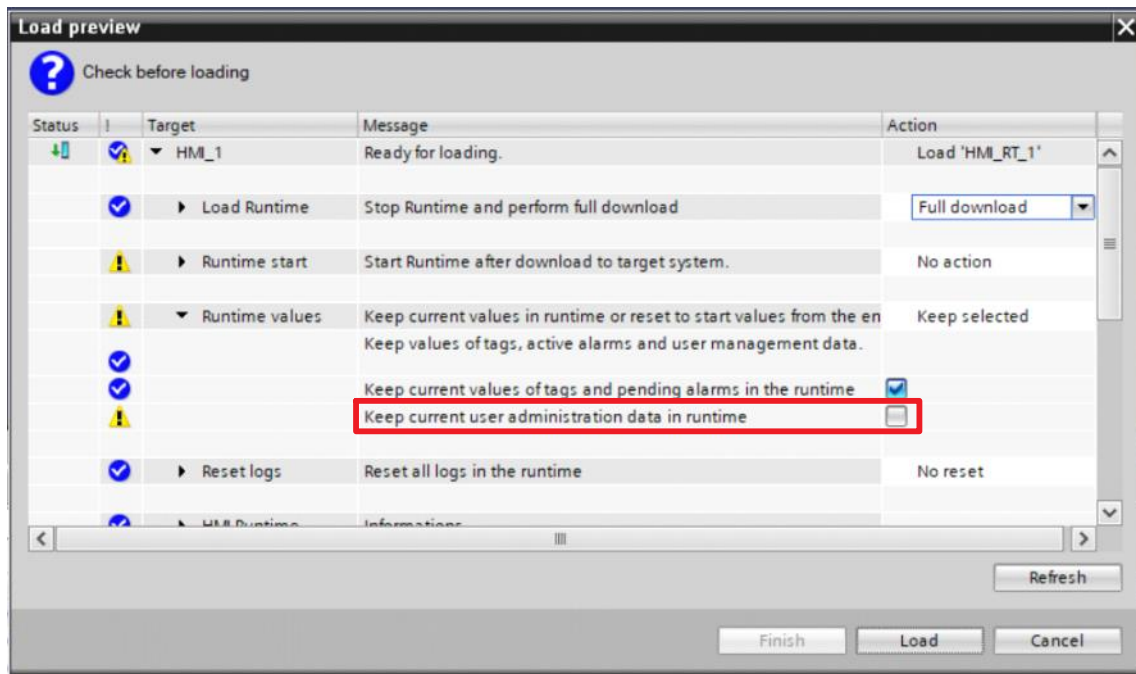 Load preview
Check before loading
Status ! Target Message Action
HMI_1 Ready for loading. Load 'HMI_RT_1'
Load Runtime Stop Runtime and perform full download Full download
Runtime start Start Runtime after download to target system. No action
Runtime values Keep current values in runtime or reset to start values from the en Keep selected
Keep values of tags, active alarms and user management data.
Keep current values of tags and pending alarms in the runtime
Keep current user administration data in runtime
Reset logs Reset all logs in the runtime No reset
HMI Runtime Informations
Refresh
Finish Load Cancel